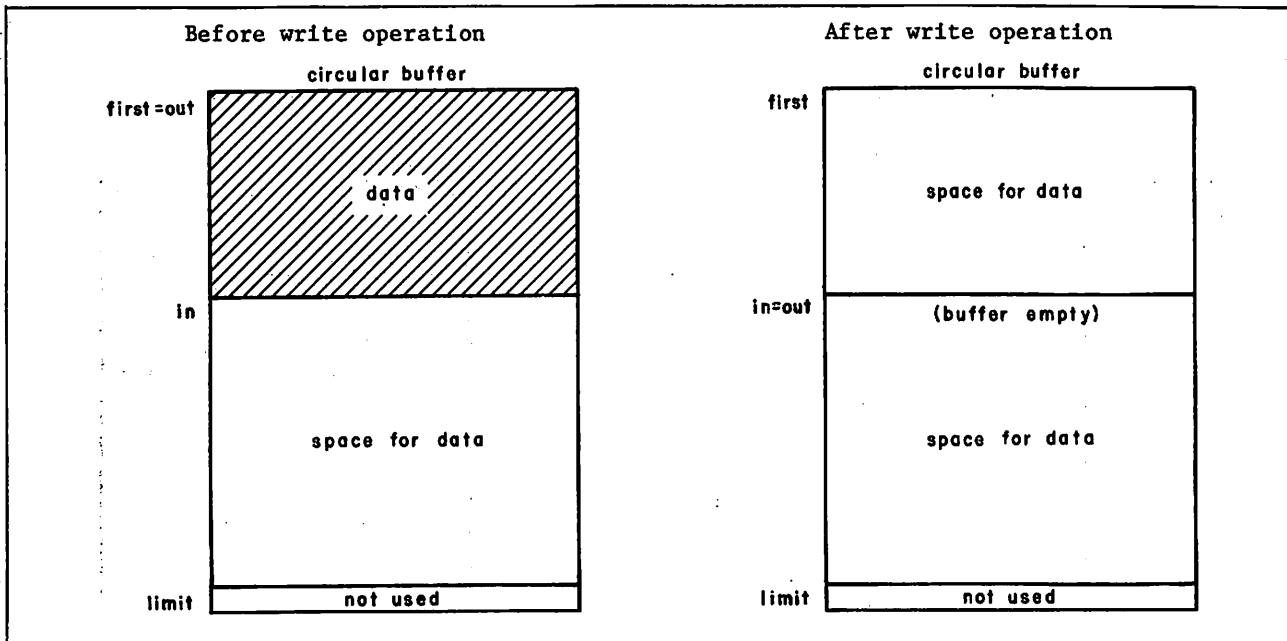 Before write operation
circular buffer
first=out
data
in
space for data
limit
not used
After write operation
circular buffer
first
space for data
in=out
(buffer empty)
space for data
limit
not used